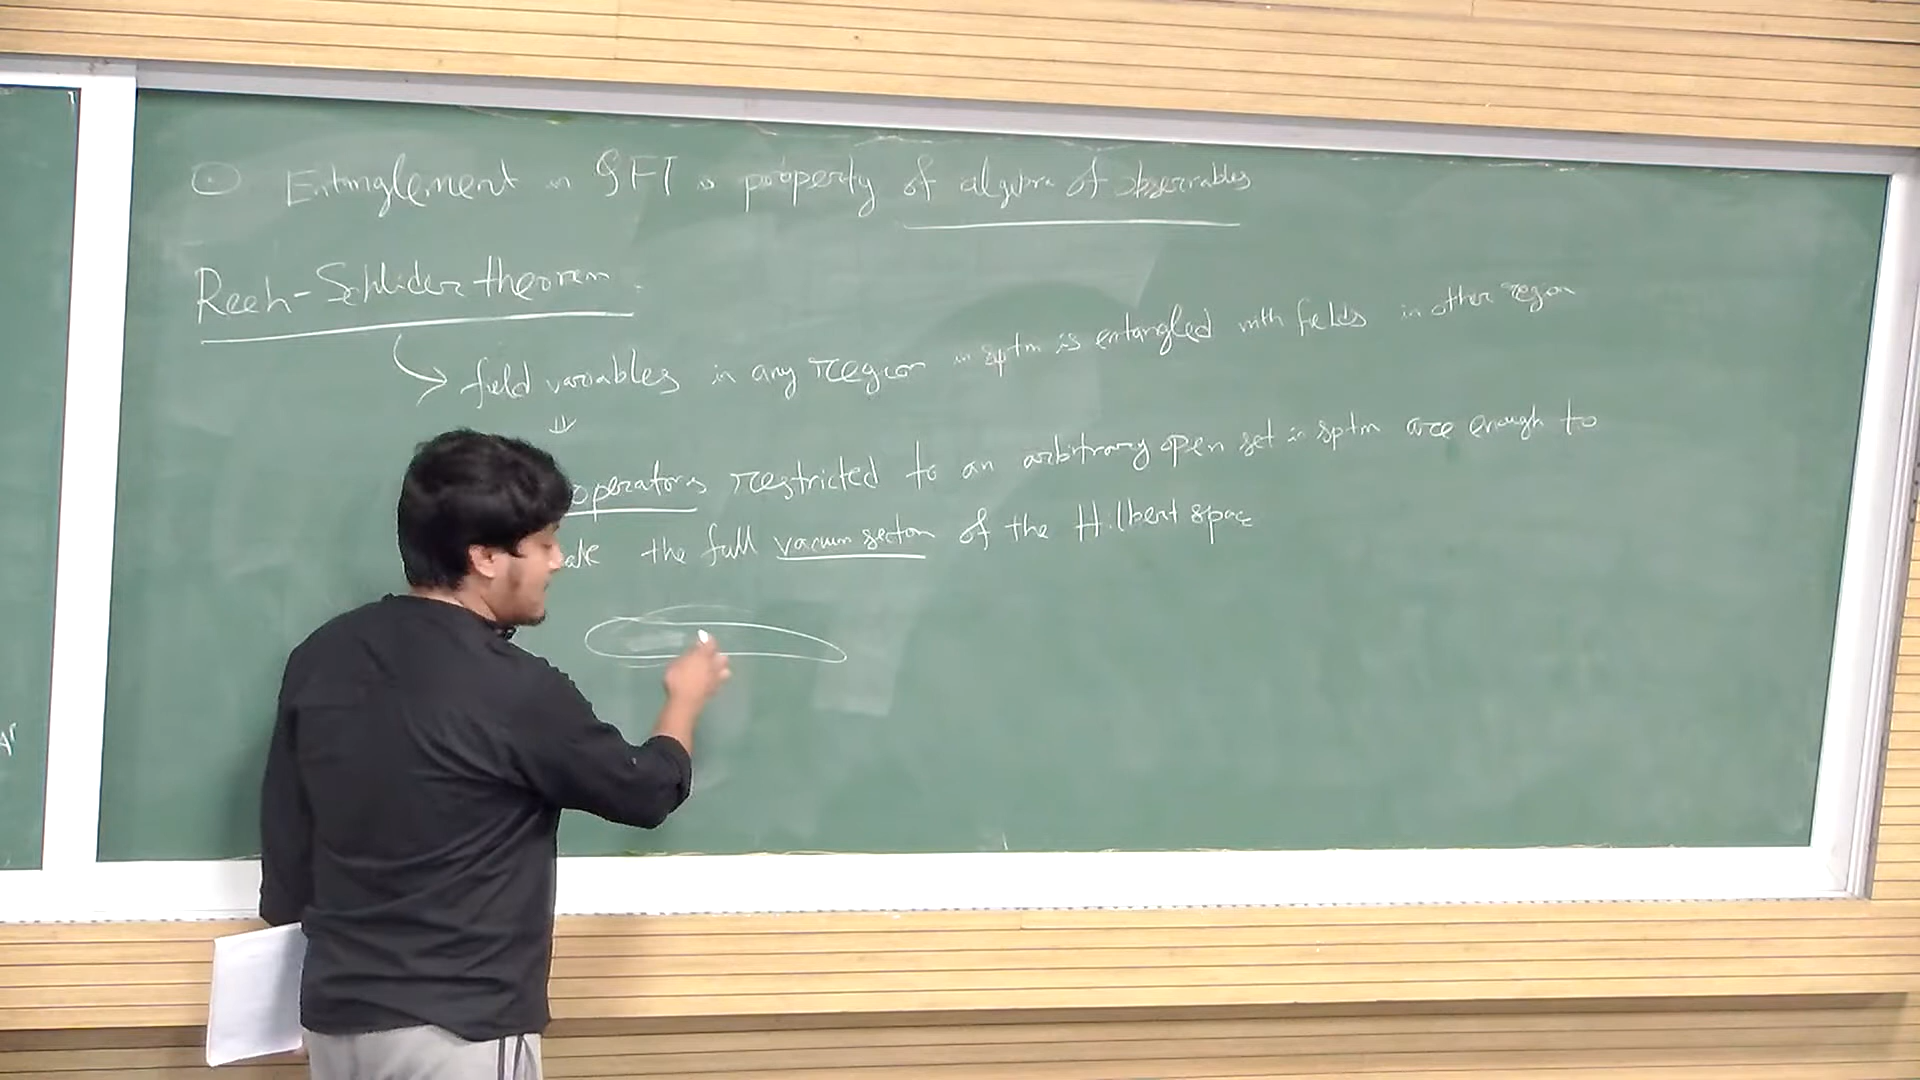 Entanglement in QFT is property of algebra of observables
Reeh-Schlider theorem
field variables in any region in sptm is entangled with fields in other region
operators restricted to an arbitrary open set in sptm are enough to
the full vacuum sector of the Hilbert space